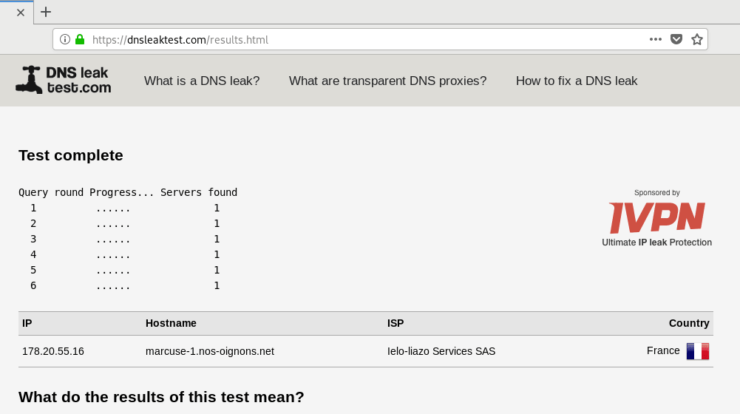 https://dnsleaktest.com/results.html
DNS leak
test.com
What is a DNS leak? What are transparent DNS proxies? How to fix a DNS leak
Test complete
Query round Progress... Servers found
1 ...... 1
2 ...... 1
3 ...... 1
4 ...... 1
5 ...... 1
6 ...... 1
Sponsored by
IVPN
Ultimate IP leak Protection
IP Hostname ISP Country
178.20.55.16 marcuse-1.nos-oignons.net Ielo-liazo Services SAS France
What do the results of this test mean?